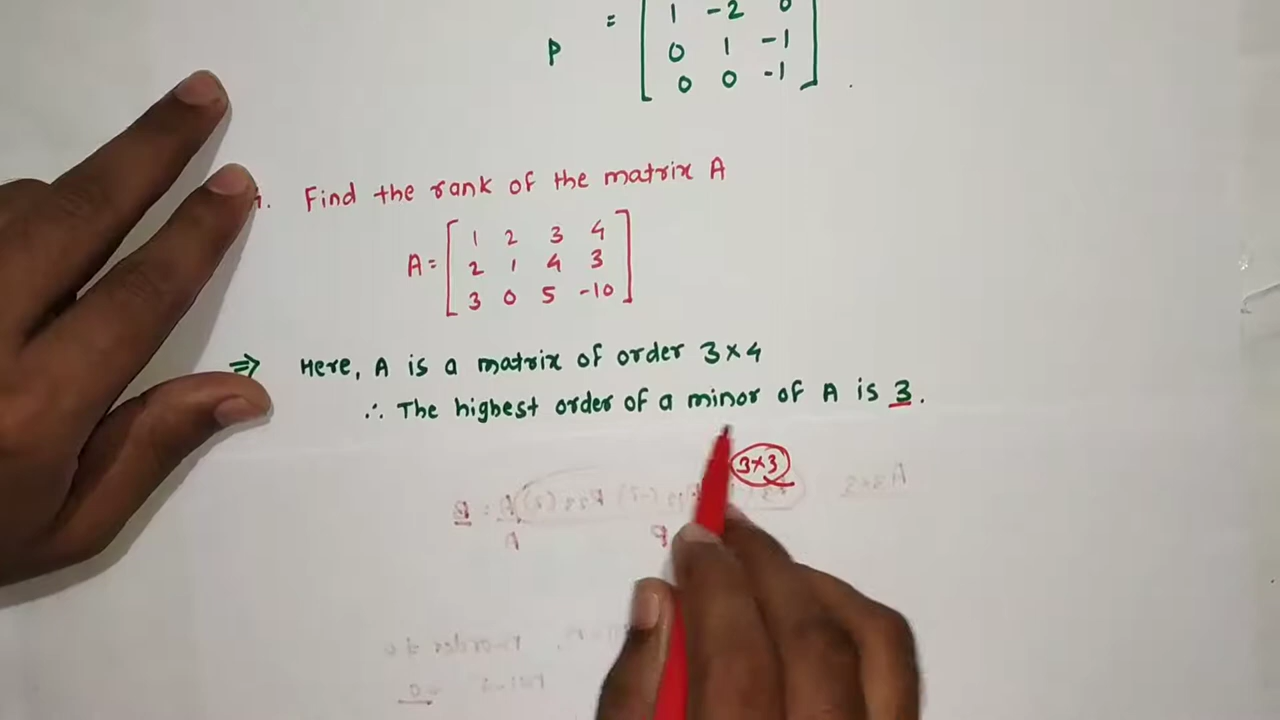 = 1 -2 0
P 0 1 -1
0 0 -1
Find the rank of the matrix A
1 2 3 4
A= 2 1 4 3
3 0 5 -10
⇒ Here, A is a matrix of order 3×4
∴ The highest order of a minor of A is 3.
3×3